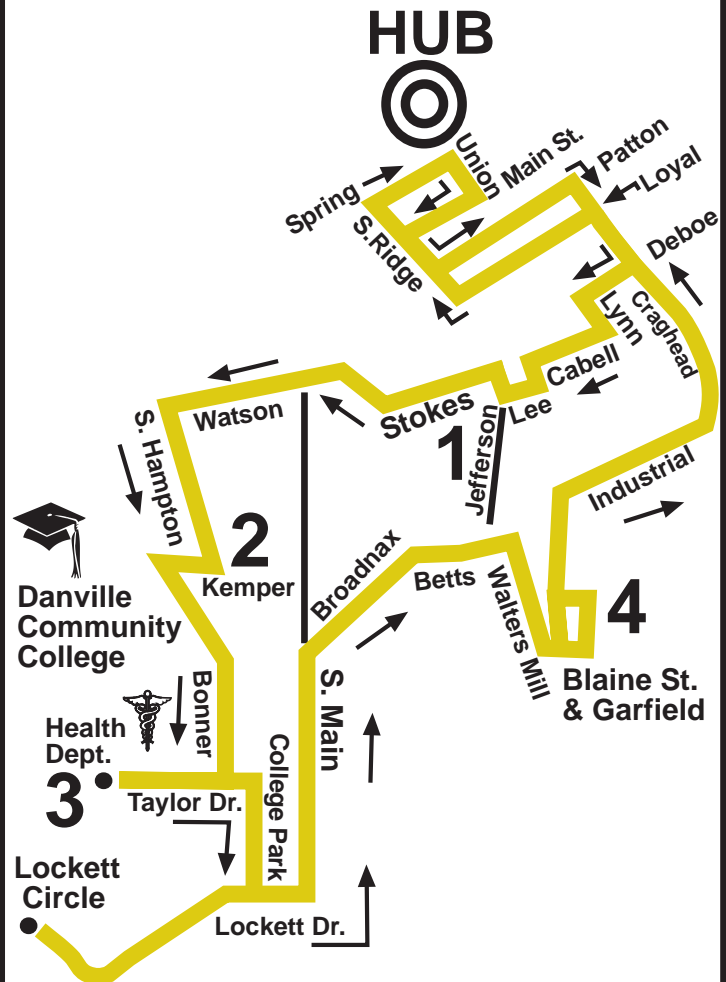 HUB
Union
Main St.
Patton
Loyal
Spring
S.Ridge
Deboe
Lynn
Craghead
Cabell
Lee
Stokes
1
Jefferson
Watson
S. Hampton
Industrial
2
Kemper
Broadnax
Betts
Walters Mill
4
Blaine St.
& Garfield
Danville
Community
College
Bonner
S. Main
Health
Dept.
3
Taylor Dr.
College Park
Lockett
Circle
Lockett Dr.